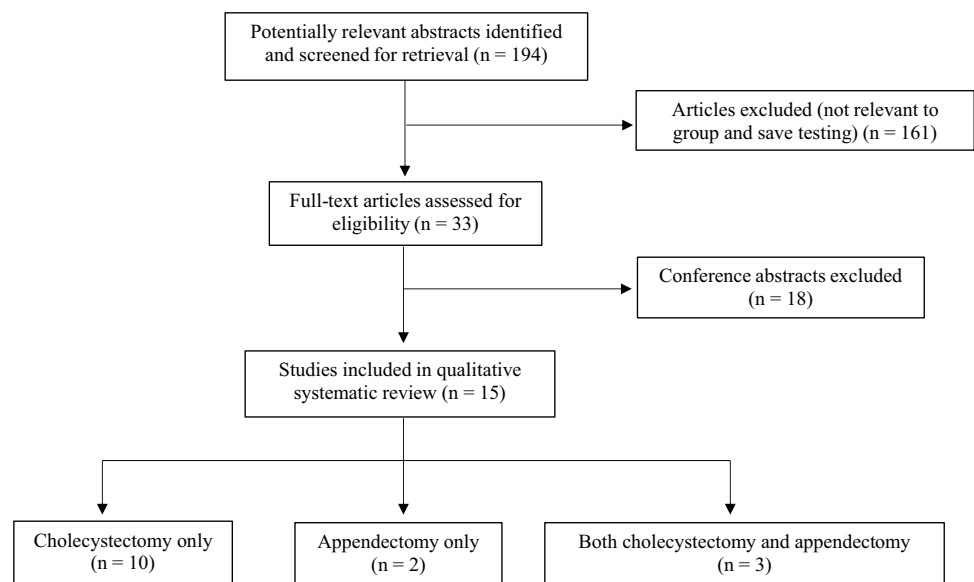 Potentially relevant abstracts identified
and screened for retrieval (n = 194)
Articles excluded (not relevant to
group and save testing) (n = 161)
Full-text articles assessed for
eligibility (n = 33)
Conference abstracts excluded
(n = 18)
Studies included in qualitative
systematic review (n = 15)
Cholecystectomy only
(n = 10)
Appendectomy only
(n = 2)
Both cholecystectomy and appendectomy
(n = 3)